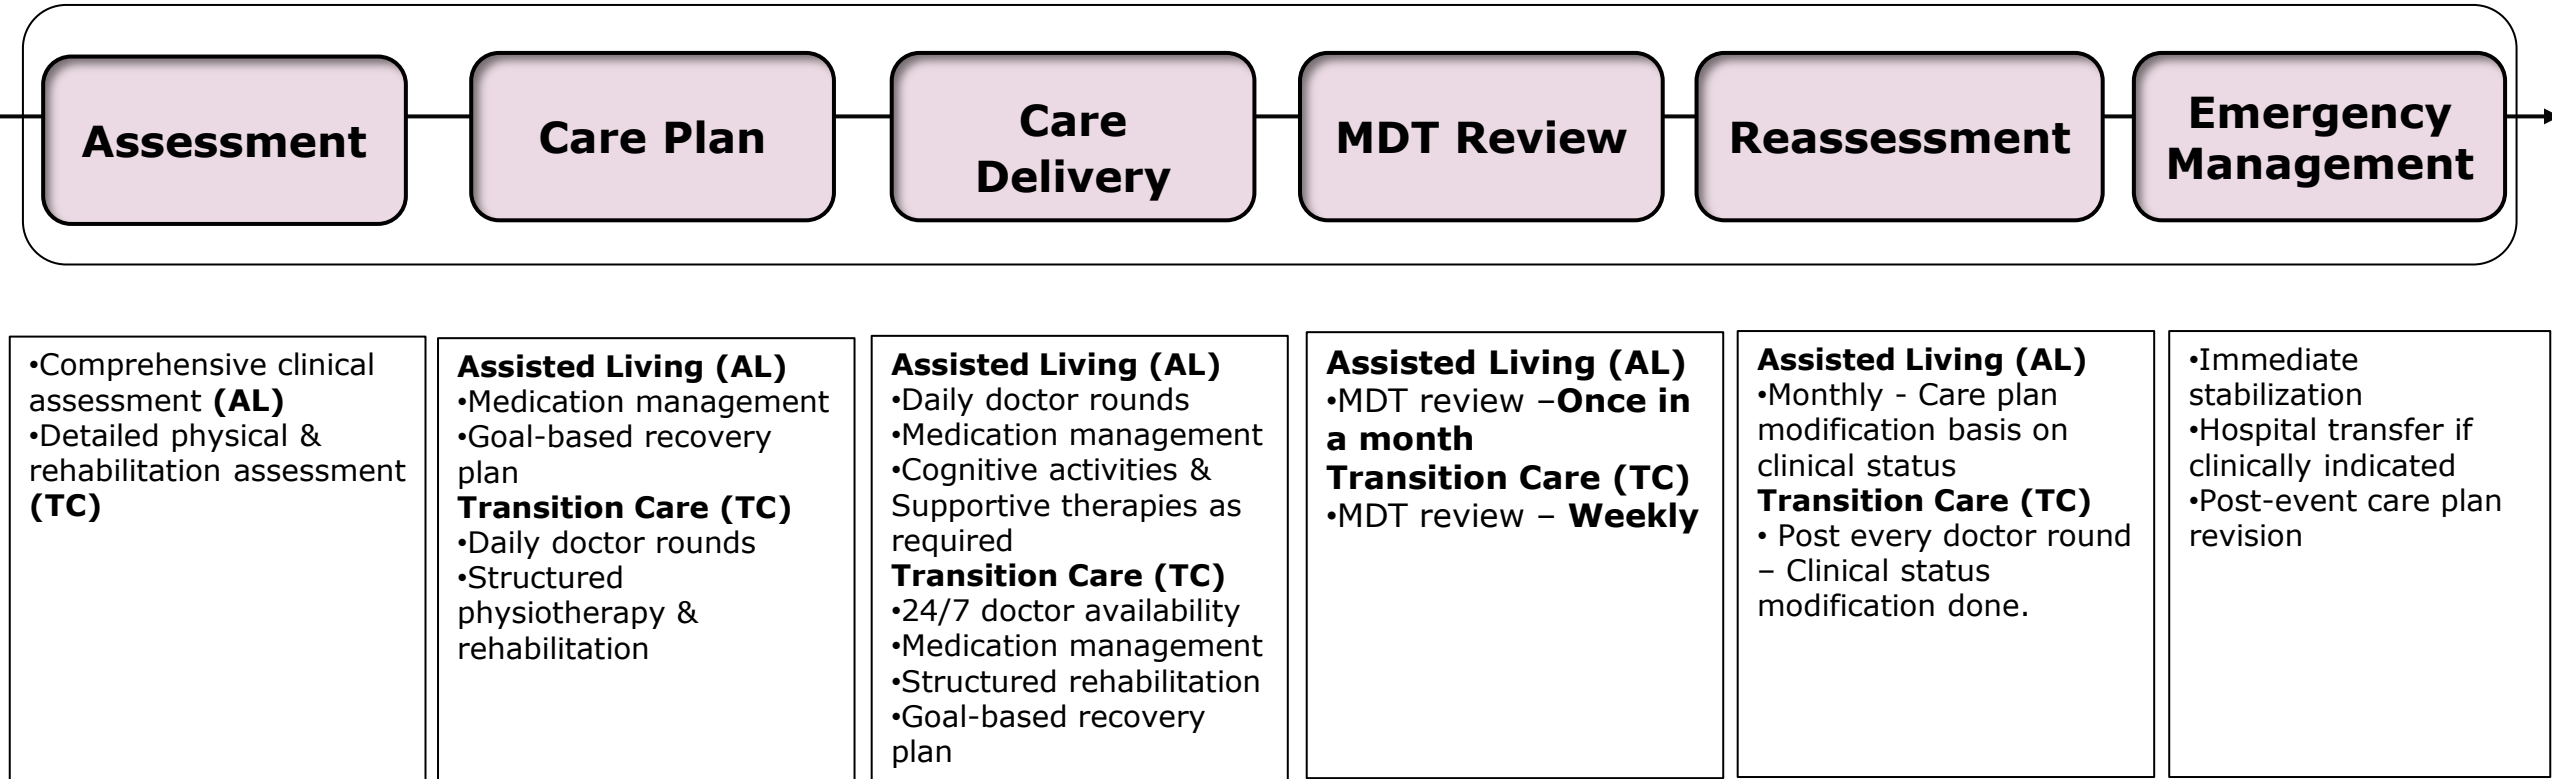 Assessment
Care Plan
Care
Delivery
MDT Review
Reassessment
Emergency
Management
•Comprehensive clinical
assessment (AL)
•Detailed physical &
rehabilitation assessment
(TC)
Assisted Living (AL)
•Medication management
•Goal-based recovery
plan
Transition Care (TC)
•Daily doctor rounds
•Structured
physiotherapy &
rehabilitation
Assisted Living (AL)
•Daily doctor rounds
•Medication management
•Cognitive activities &
Supportive therapies as
required
Transition Care (TC)
•24/7 doctor availability
•Medication management
•Structured rehabilitation
•Goal-based recovery
plan
Assisted Living (AL)
•MDT review –Once in
a month
Transition Care (TC)
•MDT review – Weekly
Assisted Living (AL)
•Monthly - Care plan
modification basis on
clinical status
Transition Care (TC)
• Post every doctor round
– Clinical status
modification done.
•Immediate
stabilization
•Hospital transfer if
clinically indicated
•Post-event care plan
revision